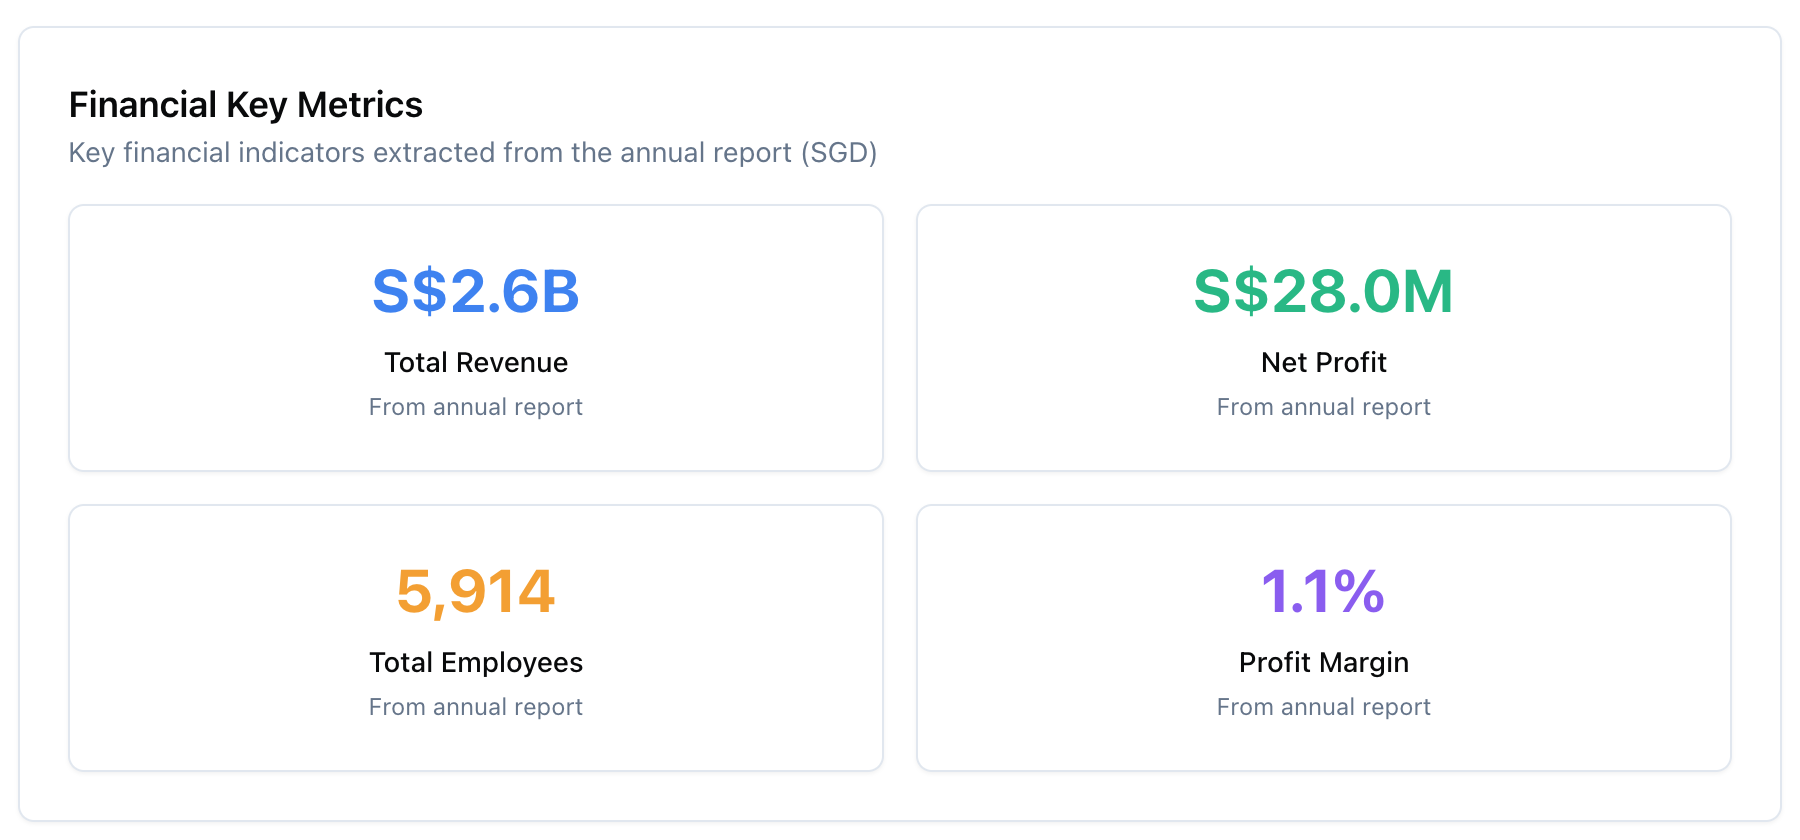 Financial Key Metrics
Key financial indicators extracted from the annual report (SGD)
S$2.6B
Total Revenue
From annual report
S$28.0M
Net Profit
From annual report
5,914
Total Employees
From annual report
1.1%
Profit Margin
From annual report